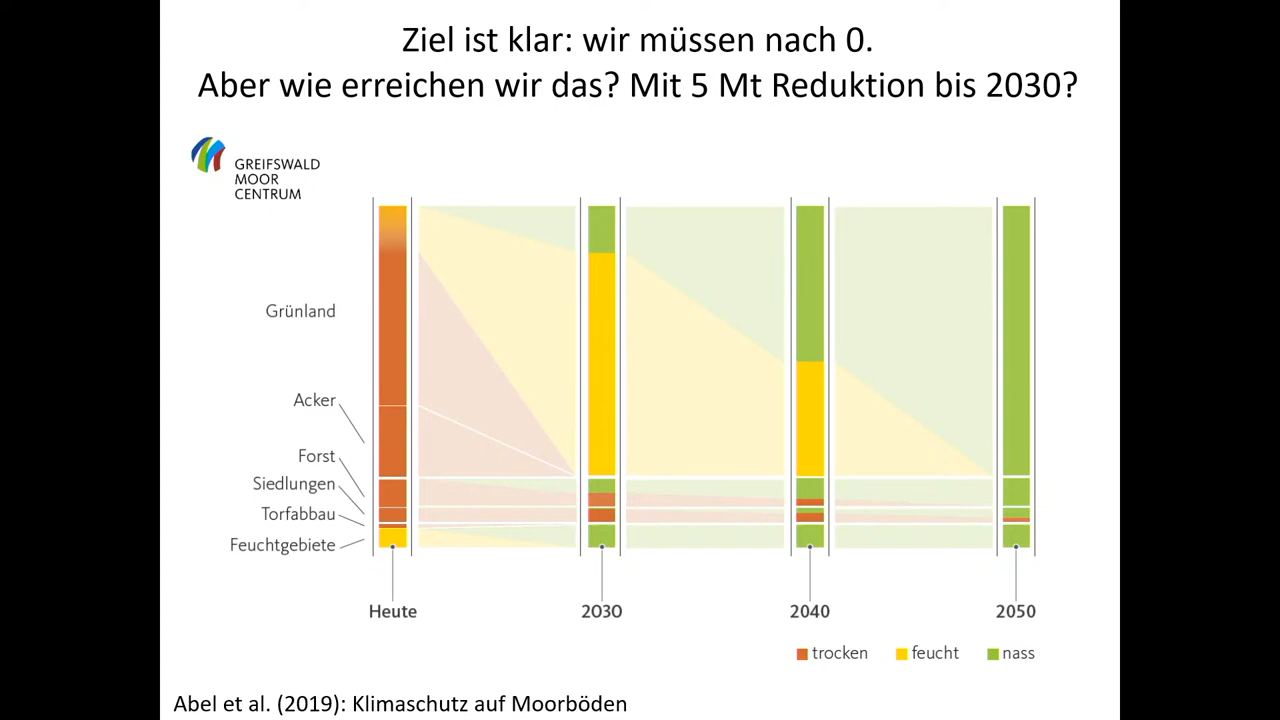 Ziel ist klar: wir müssen nach 0.
Aber wie erreichen wir das? Mit 5 Mt Reduktion bis 2030?
GREIFSWALD
MOOR
CENTRUM
Grünland
Acker
Forst
Siedlungen
Torfabbau
Feuchtgebiete
Heute 2030 2040 2050
trocken feucht nass
Abel et al. (2019): Klimaschutz auf Moorböden